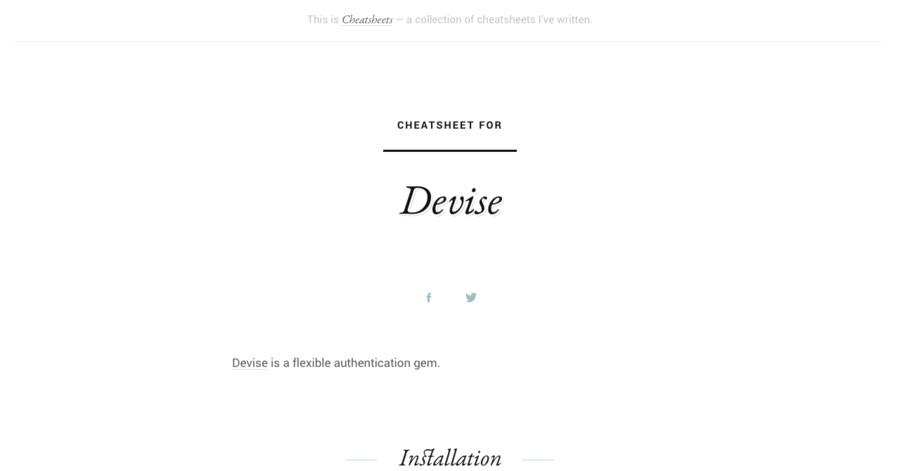 This is Cheatsheets — a collection of cheatsheets I've written.
CHEATSHEET FOR
Devise
Devise is a flexible authentication gem.
Installation